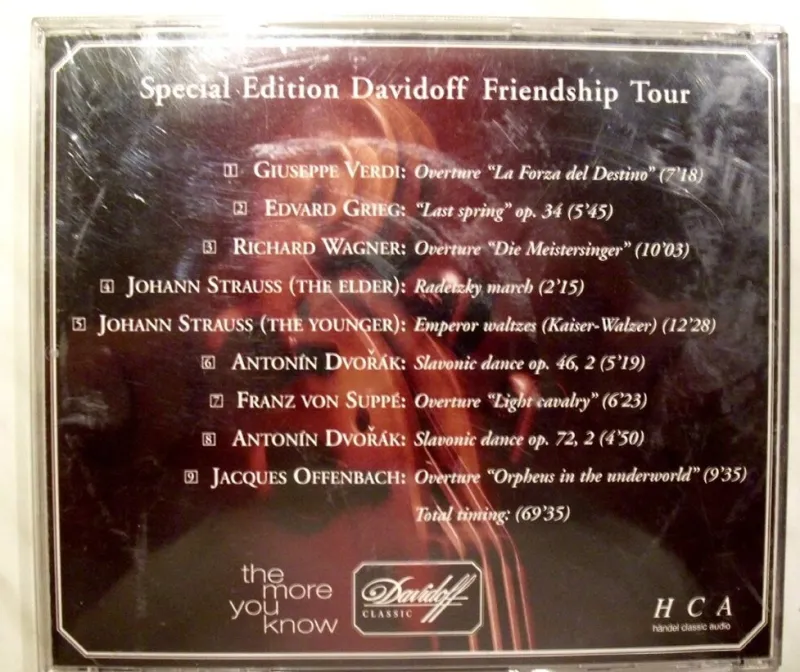 Special Edition Davidoff Friendship Tour
1 GIUSEPPE VERDI: Overture "La Forza del Destino" (7'18)
2 EDVARD GRIEG: "Last spring" op. 34 (5'45)
3 RICHARD WAGNER: Overture "Die Meistersinger" (10'03)
4 JOHANN STRAUSS (THE ELDER): Radetzky march (2'15)
5 JOHANN STRAUSS (THE YOUNGER): Emperor waltzes (Kaiser-Walzer) (12'28)
6 ANTONÍN DVOŘÁK: Slavonic dance op. 46, 2 (5'19)
7 FRANZ VON SUPPÉ: Overture "Light cavalry" (6'23)
8 ANTONÍN DVOŘÁK: Slavonic dance op. 72, 2 (4'50)
9 JACQUES OFFENBACH: Overture "Orpheus in the underworld" (9'35)
Total timing: (69'35)
the
more
you
know
Davidoff
CLASSIC
H C A
händel classic audio